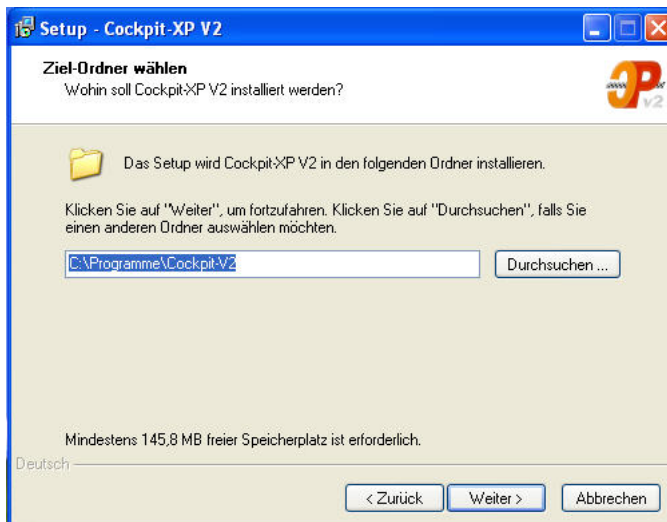 Setup - Cockpit-XP V2
Ziel-Ordner wählen
Wohin soll Cockpit-XP V2 installiert werden?
v2
Das Setup wird Cockpit-XP V2 in den folgenden Ordner installieren.
Klicken Sie auf "Weiter", um fortzufahren. Klicken Sie auf "Durchsuchen", falls Sie
einen anderen Ordner auswählen möchten.
C:\Programme\Cockpit-V2
Durchsuchen ...
Mindestens 145,8 MB freier Speicherplatz ist erforderlich.
Deutsch
< Zurück
Weiter >
Abbrechen